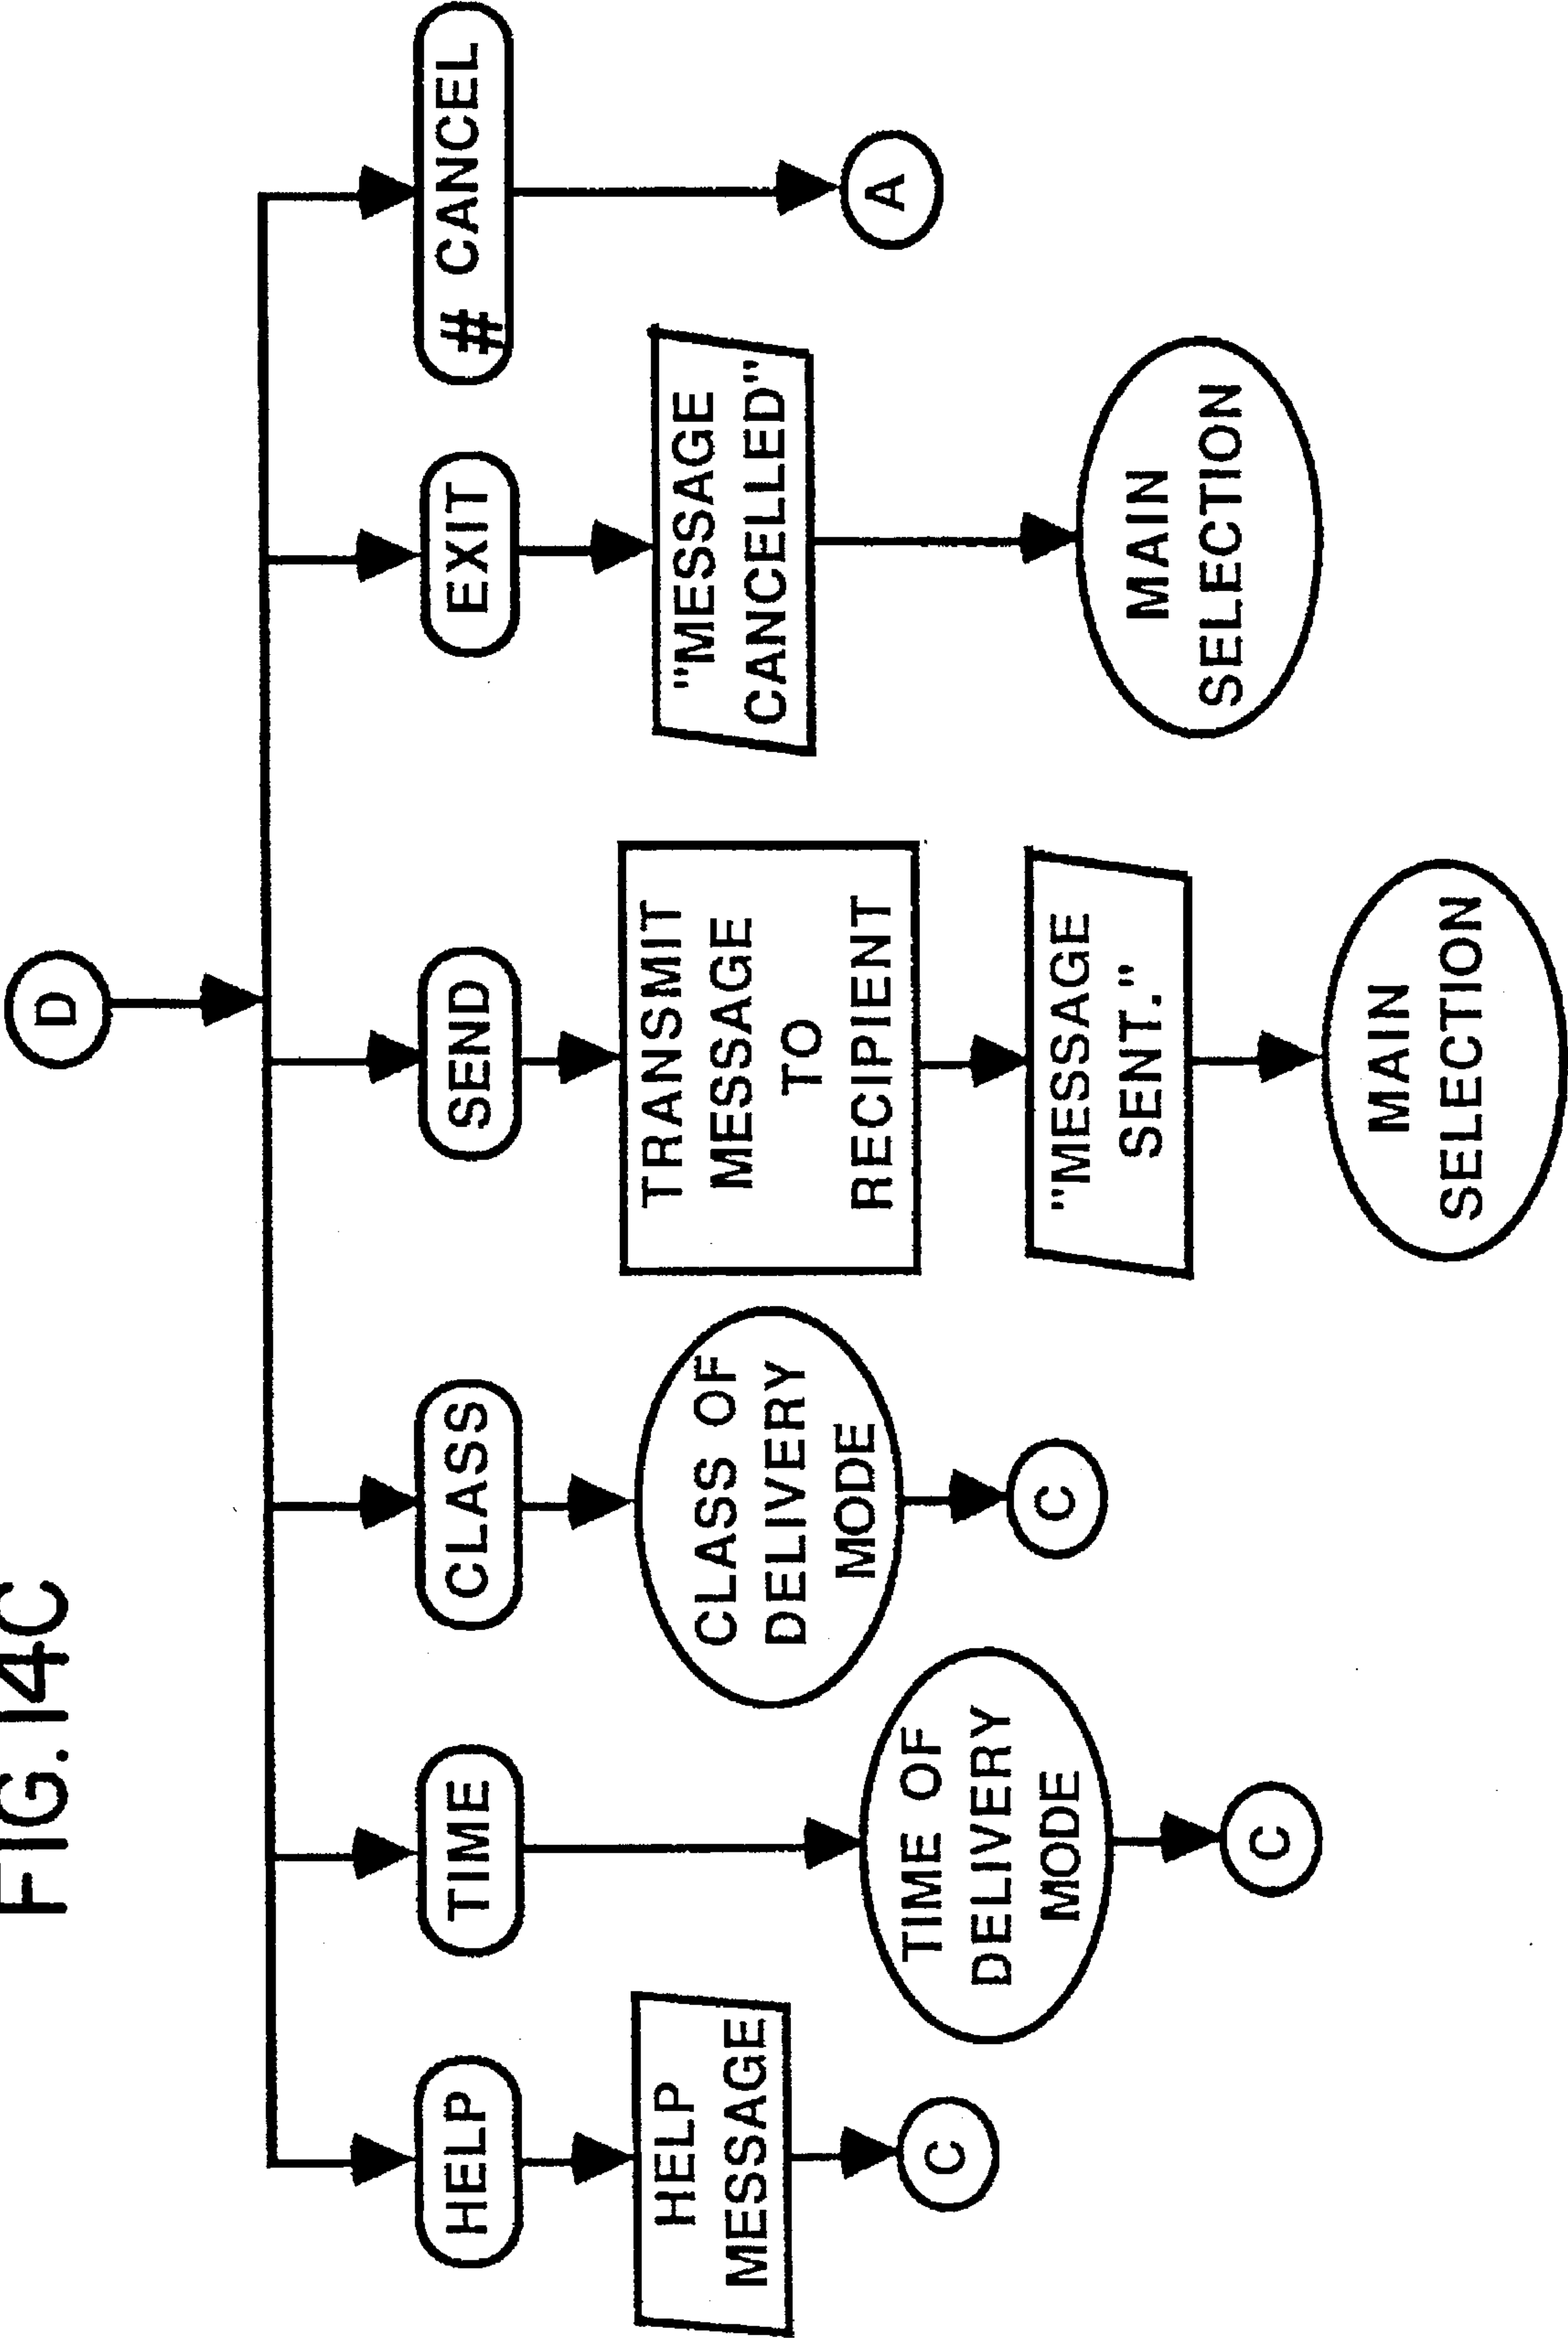 FIG. 14C
D
HELP
TIME
CLASS
SEND
EXIT
# CANCEL
HELP
MESSAGE
C
TIME OF
DELIVERY
MODE
C
CLASS OF
DELIVERY
MODE
C
TRANSMIT
MESSAGE
TO
RECIPIENT
"MESSAGE
SENT."
MAIN
SELECTION
"MESSAGE
CANCELLED"
MAIN
SELECTION
A